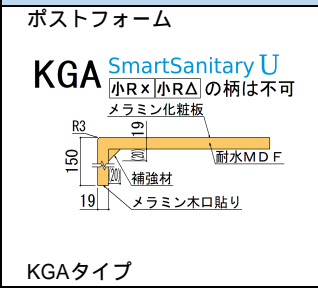 ポストフォーム
KGA SmartSanitary U
小R× 小R△ の柄は不可
メラミン化粧板
R3
19
(20)
耐水MDF
150
(20)
補強材
19
メラミン木口貼り
KGAタイプ